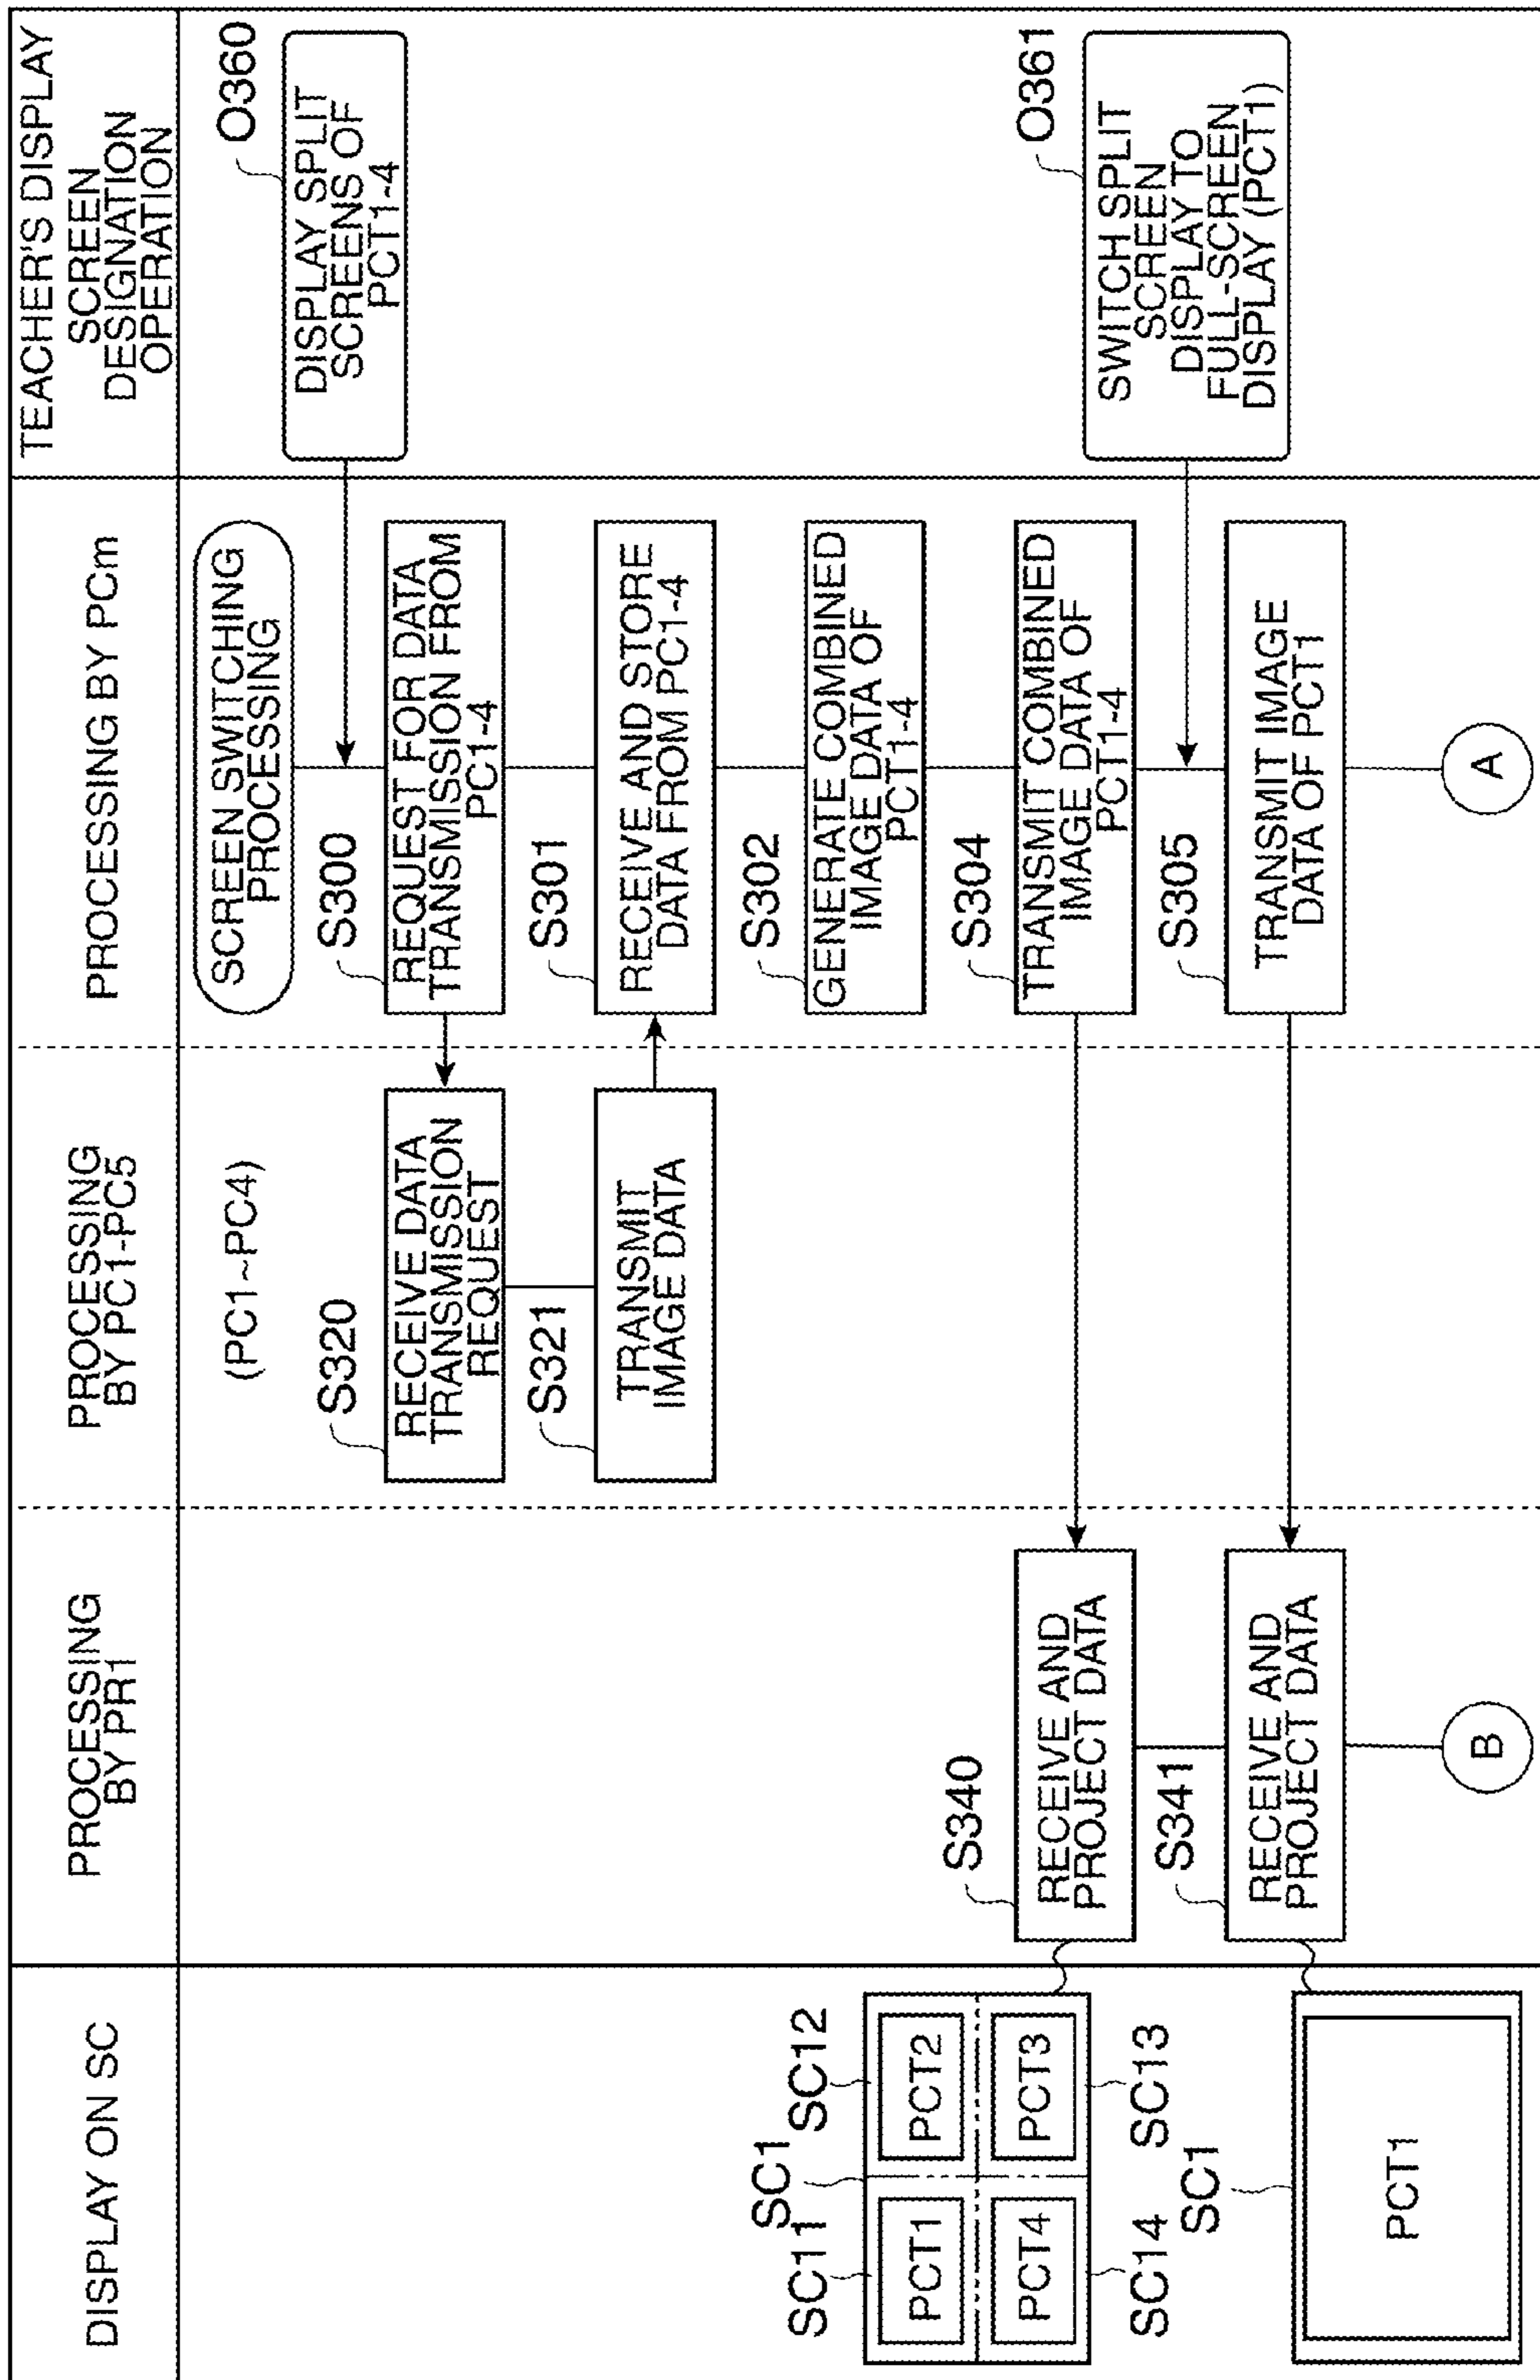 DISPLAY ON SC
PROCESSING
BY PR1
PROCESSING
BY PC1-PC5
PROCESSING BY PCm
TEACHER'S DISPLAY
SCREEN
DESIGNATION
OPERATION
(PC1~PC4)
SCREEN SWITCHING
PROCESSING
O360
DISPLAY SPLIT
SCREENS OF
PCT1-4
S320
RECEIVE DATA
TRANSMISSION
REQUEST
S300
REQUEST FOR DATA
TRANSMISSION FROM
PC1-4
S321
TRANSMIT
IMAGE DATA
S301
RECEIVE AND STORE
DATA FROM PC1-4
S302
GENERATE COMBINED
IMAGE DATA OF
PCT1-4
SC1
SC11
SC12
PCT1
PCT2
PCT4
PCT3
SC14
SC13
S340
RECEIVE AND
PROJECT DATA
S304
TRANSMIT COMBINED
IMAGE DATA OF
PCT1-4
O361
SWITCH SPLIT
SCREEN
DISPLAY TO
FULL-SCREEN
DISPLAY (PCT1)
SC1
PCT1
S341
RECEIVE AND
PROJECT DATA
S305
TRANSMIT IMAGE
DATA OF PCT1
B
A